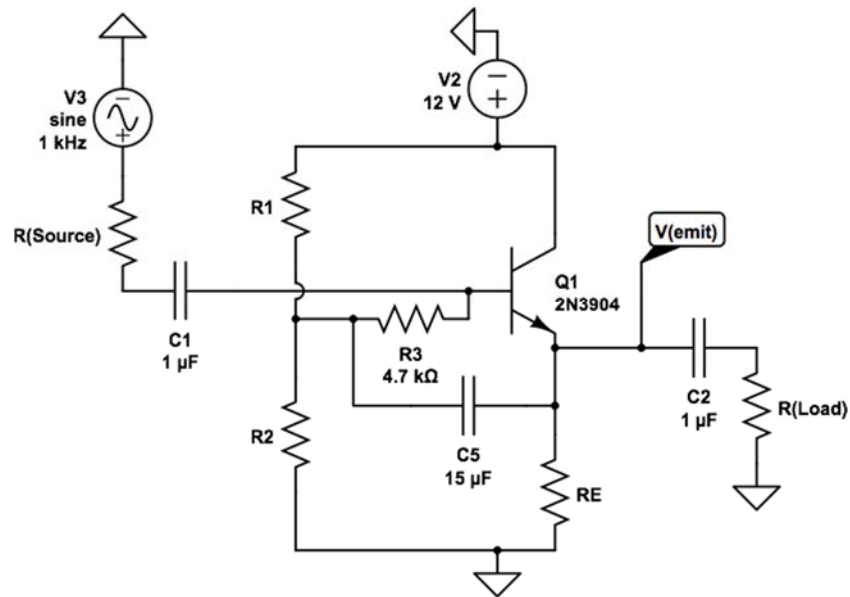 V3
sine
1 kHz
V2
12 V
R1
R(Source)
V(emit)
Q1
2N3904
C1
1 µF
R3
4.7 kΩ
C2
1 µF
R(Load)
R2
C5
15 µF
RE